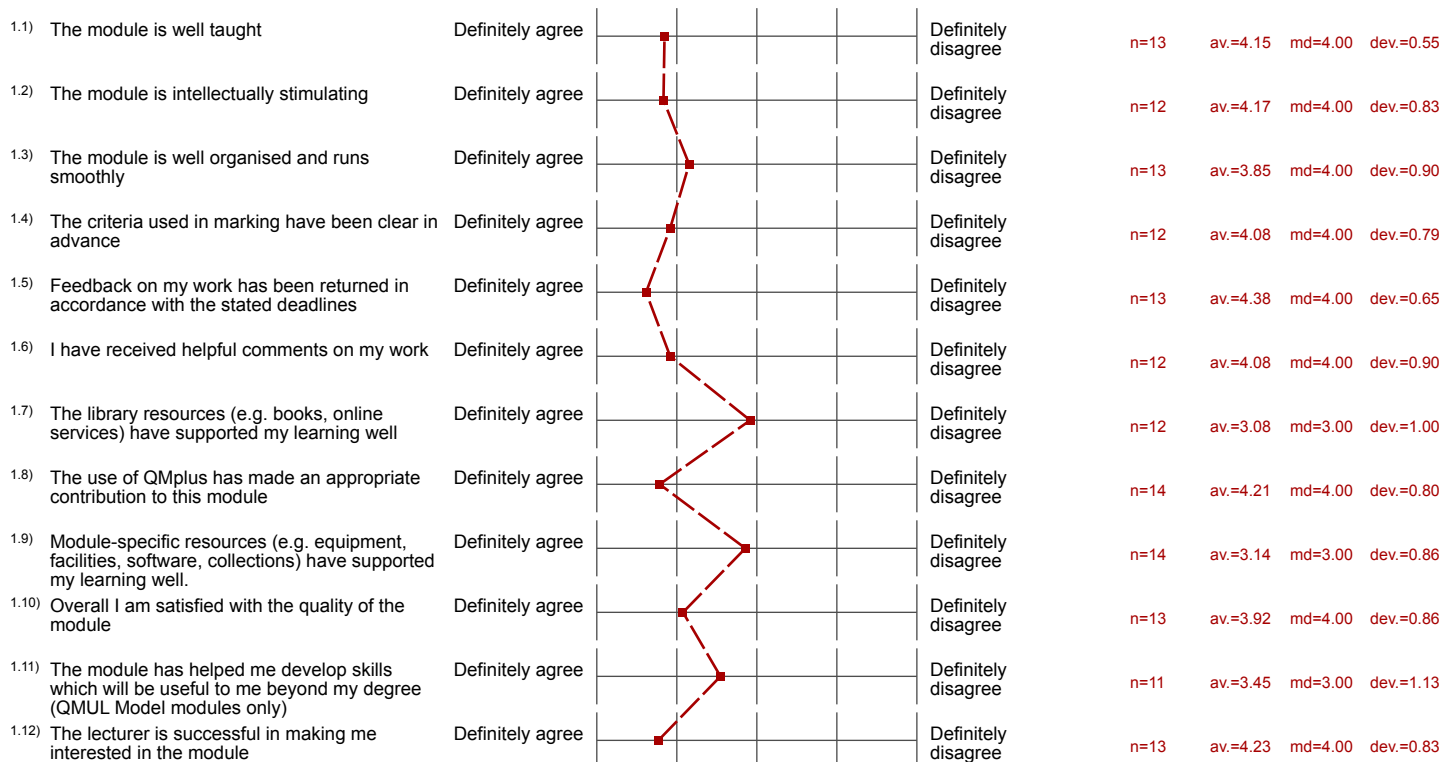 1.1) The module is well taught Definitely agree Definitely
disagree n=13 av.=4.15 md=4.00 dev.=0.55
1.2) The module is intellectually stimulating Definitely agree Definitely
disagree n=12 av.=4.17 md=4.00 dev.=0.83
1.3) The module is well organised and runs Definitely agree Definitely
smoothly disagree n=13 av.=3.85 md=4.00 dev.=0.90
1.4) The criteria used in marking have been clear in Definitely agree Definitely
advance disagree n=12 av.=4.08 md=4.00 dev.=0.79
1.5) Feedback on my work has been returned in Definitely agree Definitely
accordance with the stated deadlines disagree n=13 av.=4.38 md=4.00 dev.=0.65
1.6) I have received helpful comments on my work Definitely agree Definitely
disagree n=12 av.=4.08 md=4.00 dev.=0.90
1.7) The library resources (e.g. books, online Definitely agree Definitely
services) have supported my learning well disagree n=12 av.=3.08 md=3.00 dev.=1.00
1.8) The use of QMplus has made an appropriate Definitely agree Definitely
contribution to this module disagree n=14 av.=4.21 md=4.00 dev.=0.80
1.9) Module-specific resources (e.g. equipment, Definitely agree Definitely
facilities, software, collections) have supported disagree n=14 av.=3.14 md=3.00 dev.=0.86
my learning well.
1.10) Overall I am satisfied with the quality of the Definitely agree Definitely
module disagree n=13 av.=3.92 md=4.00 dev.=0.86
1.11) The module has helped me develop skills Definitely agree Definitely
which will be useful to me beyond my degree disagree n=11 av.=3.45 md=3.00 dev.=1.13
(QMUL Model modules only)
1.12) The lecturer is successful in making me Definitely agree Definitely
interested in the module disagree n=13 av.=4.23 md=4.00 dev.=0.83